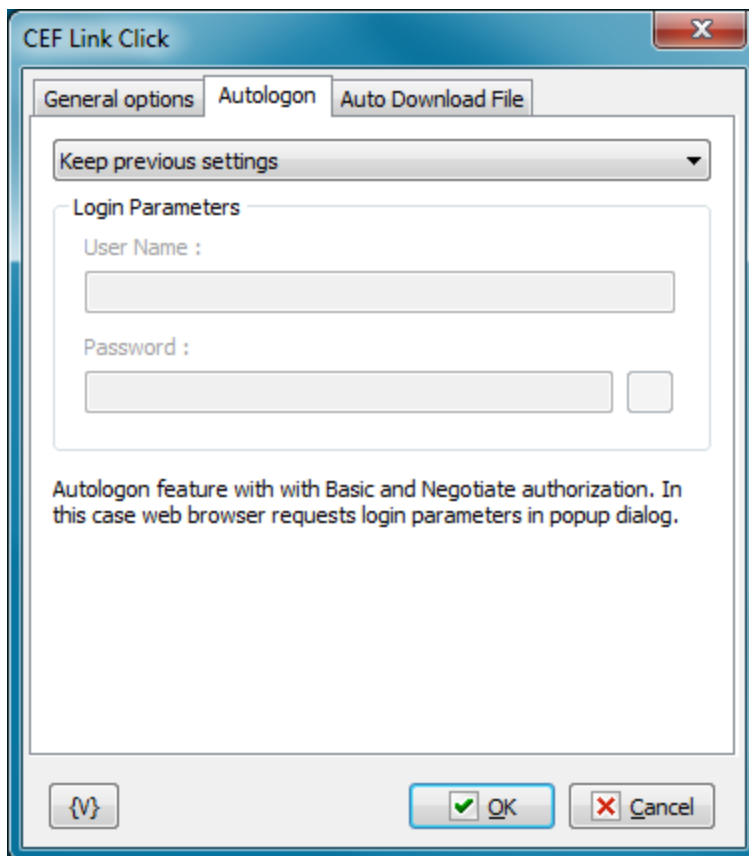 CEF Link Click
General options Autologon Auto Download File
Keep previous settings
Login Parameters
User Name :
Password :
Autologon feature with with Basic and Negotiate authorization. In
this case web browser requests login parameters in popup dialog.
{V} OK Cancel